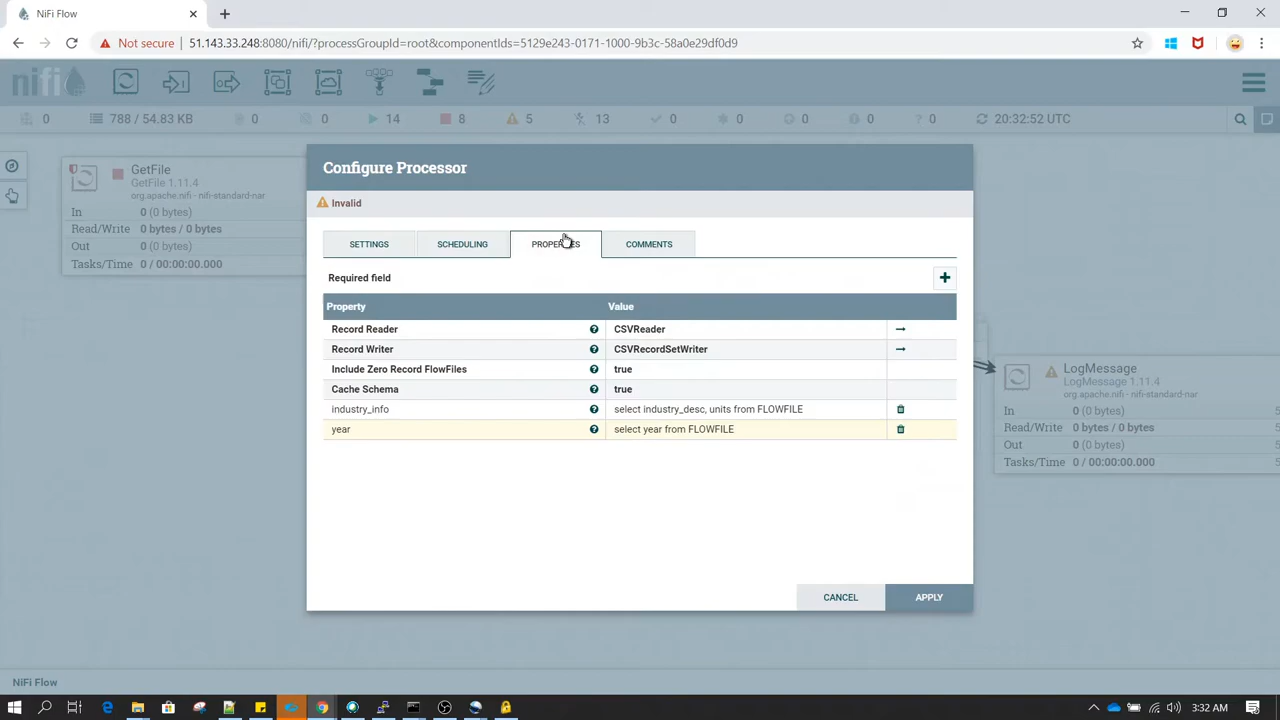 NiFi Flow
Not secure
51.143.33.248:8080/nifi/?processGroupId=root&componentIds=5129e243-0171-1000-9b3c-58a0e29df0d9
nifi
0 788 / 54.83 KB 0 0 14 8 5 13 0 0 0 0 0 20:32:52 UTC
GetFile
GetFile 1.11.4
org.apache.nifi - nifi-standard-nar
In 0 (0 bytes)
Read/Write 0 bytes / 0 bytes
Out 0 (0 bytes)
Tasks/Time 0 / 00:00:00.000
Configure Processor
Invalid
SETTINGS SCHEDULING PROPERTIES COMMENTS
Required field
Property Value
Record Reader CSVReader
Record Writer CSVRecordSetWriter
Include Zero Record FlowFiles true
Cache Schema true
industry_info select industry_desc, units from FLOWFILE
year select year from FLOWFILE
CANCEL APPLY
LogMessage
LogMessage 1.11.4
org.apache.nifi - nifi-standard-nar
In 0 (0 bytes) 5
Read/Write 0 bytes / 0 bytes 5
Out 0 (0 bytes) 5
Tasks/Time 0 / 00:00:00.000 5
NiFi Flow
3:32 AM